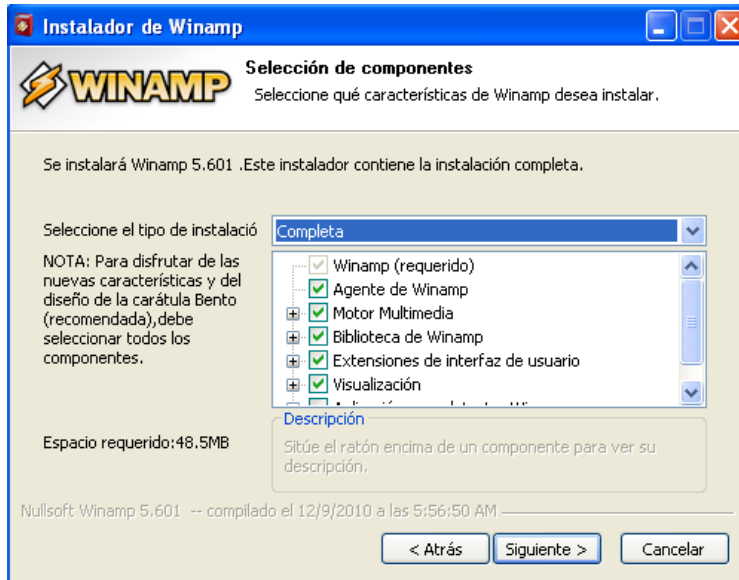 Instalador de Winamp
WINAMP
Selección de componentes
Seleccione qué características de Winamp desea instalar.
Se instalará Winamp 5.601 .Este instalador contiene la instalación completa.
Seleccione el tipo de instalació
Completa
NOTA: Para disfrutar de las
nuevas características y del
diseño de la carátula Bento
(recomendada),debe
seleccionar todos los
componentes.
Winamp (requerido)
Agente de Winamp
Motor Multimedia
Biblioteca de Winamp
Extensiones de interfaz de usuario
Visualización
Espacio requerido:48.5MB
Descripción
Sitúe el ratón encima de un componente para ver su
descripción.
Nullsoft Winamp 5.601 -- compilado el 12/9/2010 a las 5:56:50 AM
< Atrás
Siguiente >
Cancelar